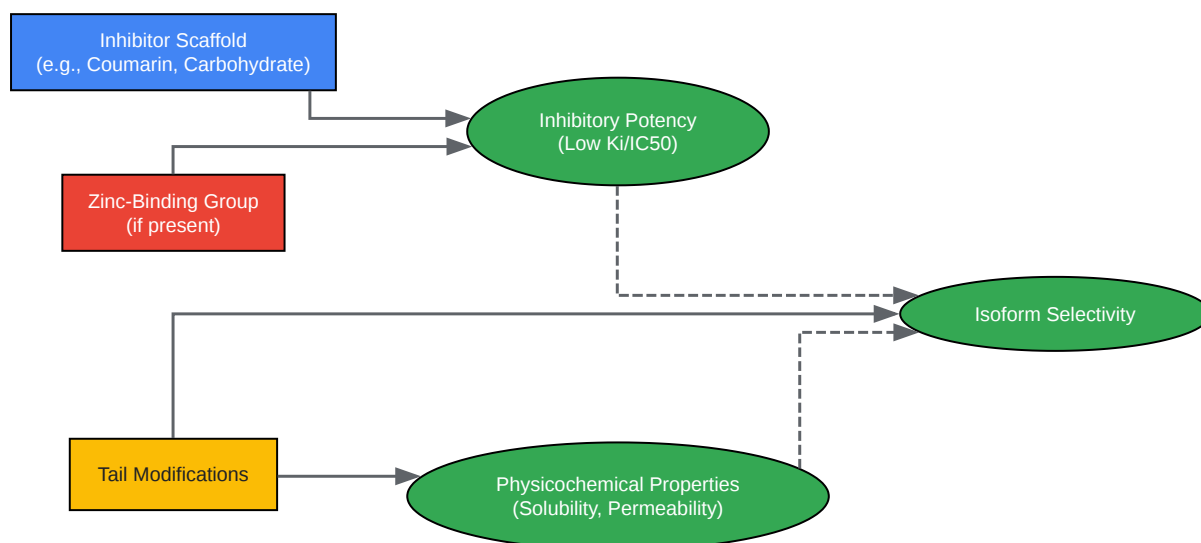 Inhibitor Scaffold
(e.g., Coumarin, Carbohydrate)
Inhibitory Potency
(Low Ki/IC50)
Zinc-Binding Group
(if present)
Isoform Selectivity
Tail Modifications
Physicochemical Properties
(Solubility, Permeability)